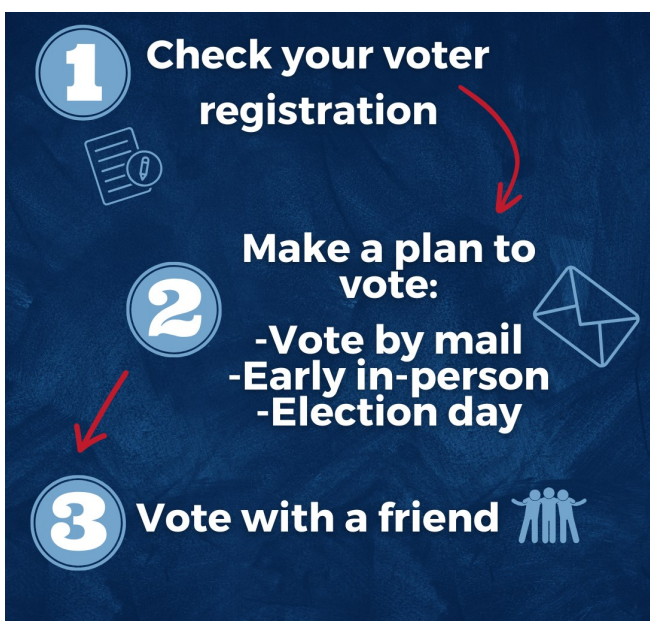 1
Check your voter
registration
2
Make a plan to
vote:
-Vote by mail
-Early in-person
-Election day
3
Vote with a friend